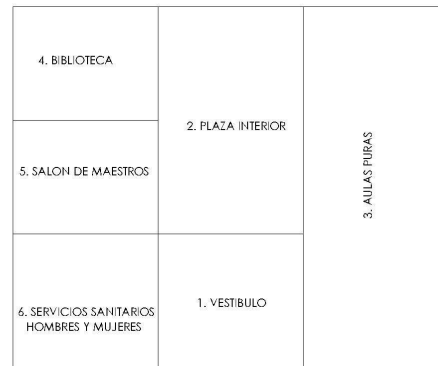 4. BIBLIOTECA
2. PLAZA INTERIOR
3. AULAS PURAS
5. SALON DE MAESTROS
1. VESTIBULO
6. SERVICIOS SANITARIOS
HOMBRES Y MUJERES